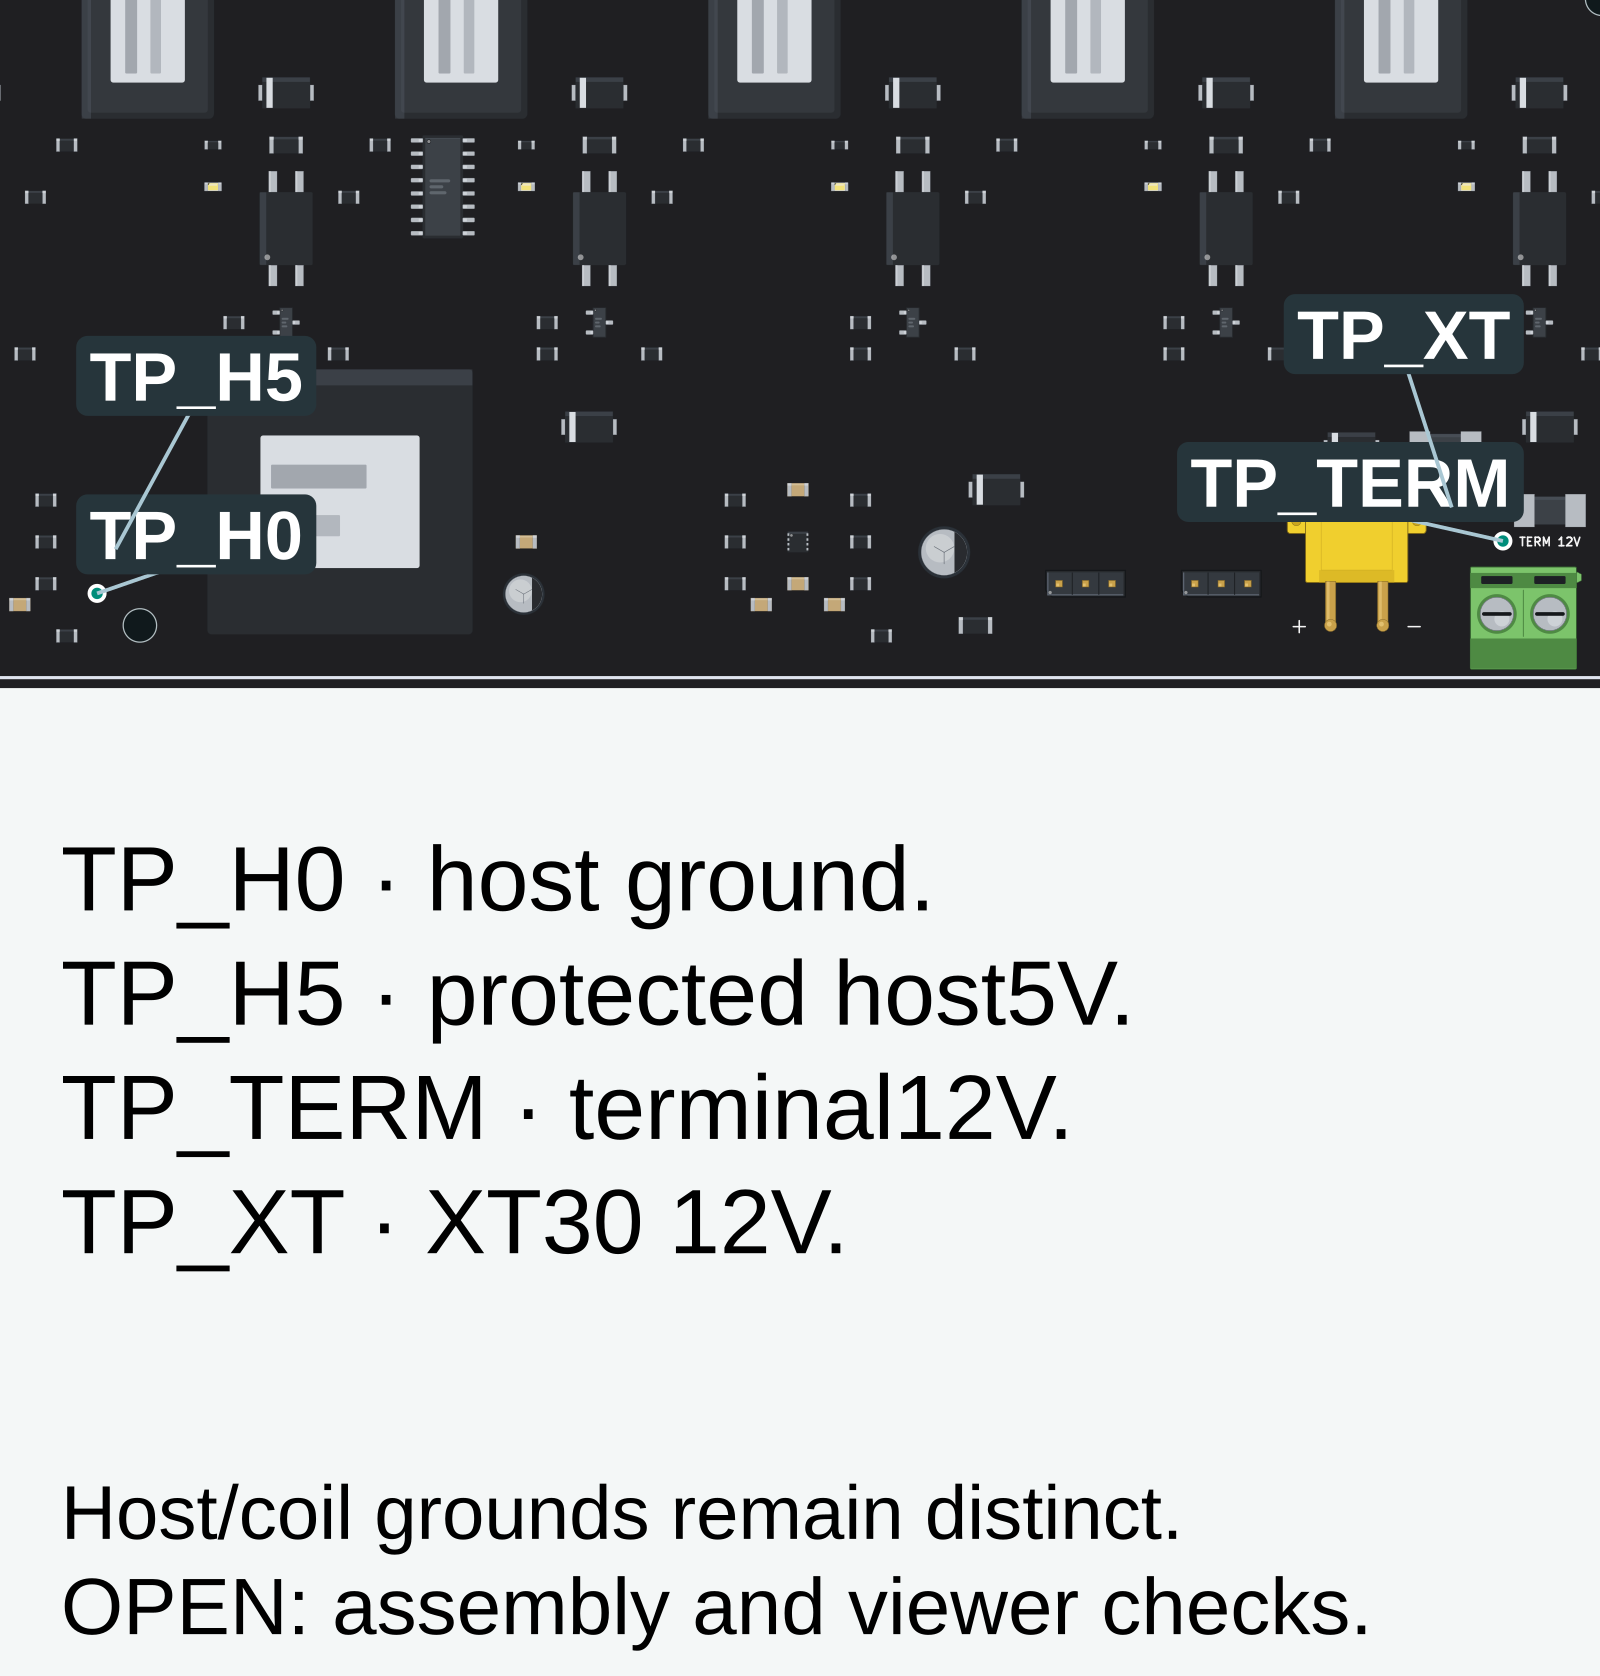 TP_XT
TP_H5
TP_TERM
TP_H0
TERM 12V
+ −
TP_H0 · host ground.
TP_H5 · protected host5V.
TP_TERM · terminal12V.
TP_XT · XT30 12V.
Host/coil grounds remain distinct.
OPEN: assembly and viewer checks.